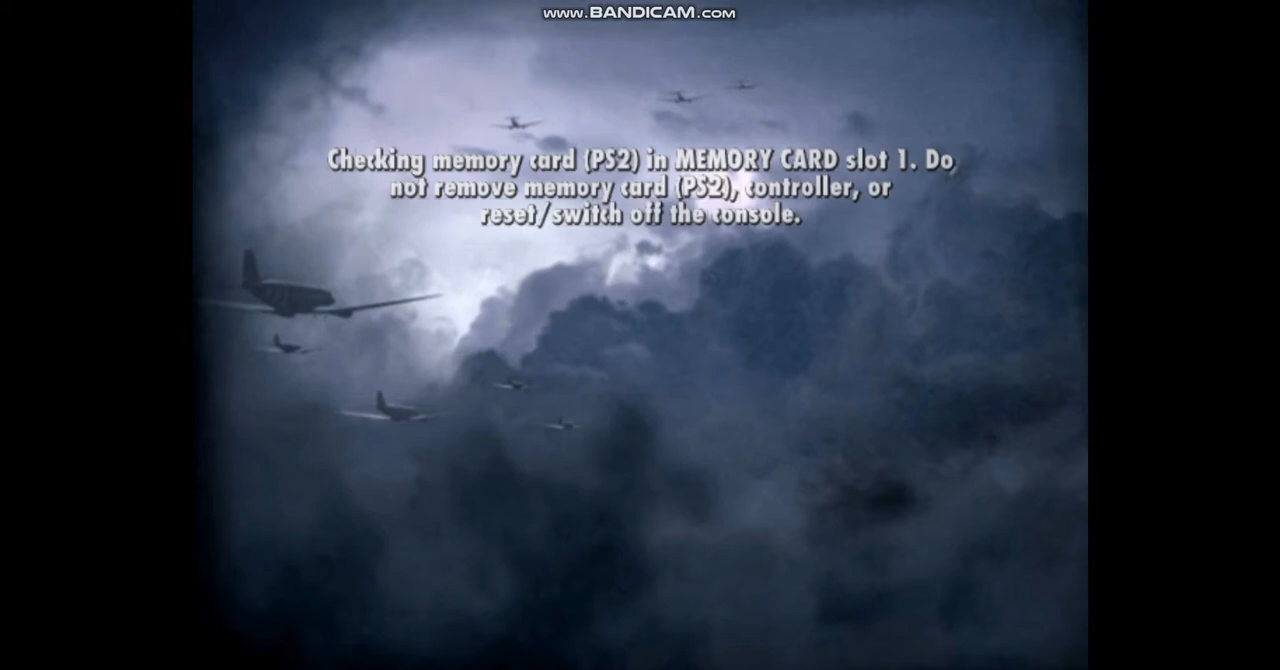 www.BANDICAM.com
Checking memory card (PS2) in MEMORY CARD slot 1. Do
not remove memory card (PS2), controller, or
reset/switch off the console.